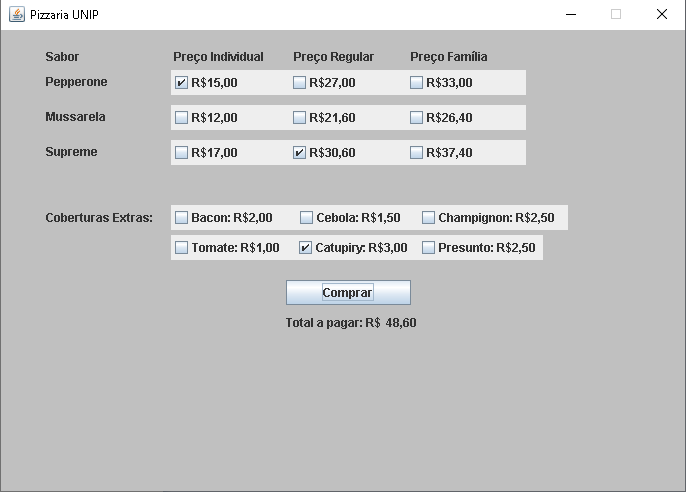 Pizzaria UNIP
Sabor Preço Individual Preço Regular Preço Família
Pepperone R$15,00 R$27,00 R$33,00
Mussarela R$12,00 R$21,60 R$26,40
Supreme R$17,00 R$30,60 R$37,40
Coberturas Extras: Bacon: R$2,00 Cebola: R$1,50 Champignon: R$2,50
Tomate: R$1,00 Catupiry: R$3,00 Presunto: R$2,50
Comprar
Total a pagar: R$ 48,60